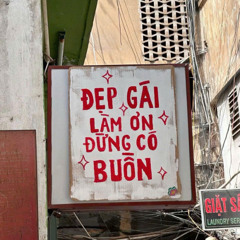 ĐẸP GÁI
LÀM ƠN
ĐỪNG CÓ
BUỒN
GIẶT S
LAUNDRY SER